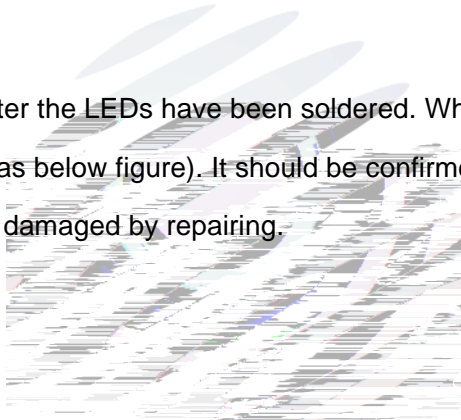 ter the LEDs have been soldered. Wh
as below figure). It should be confirme
damaged by repairing.